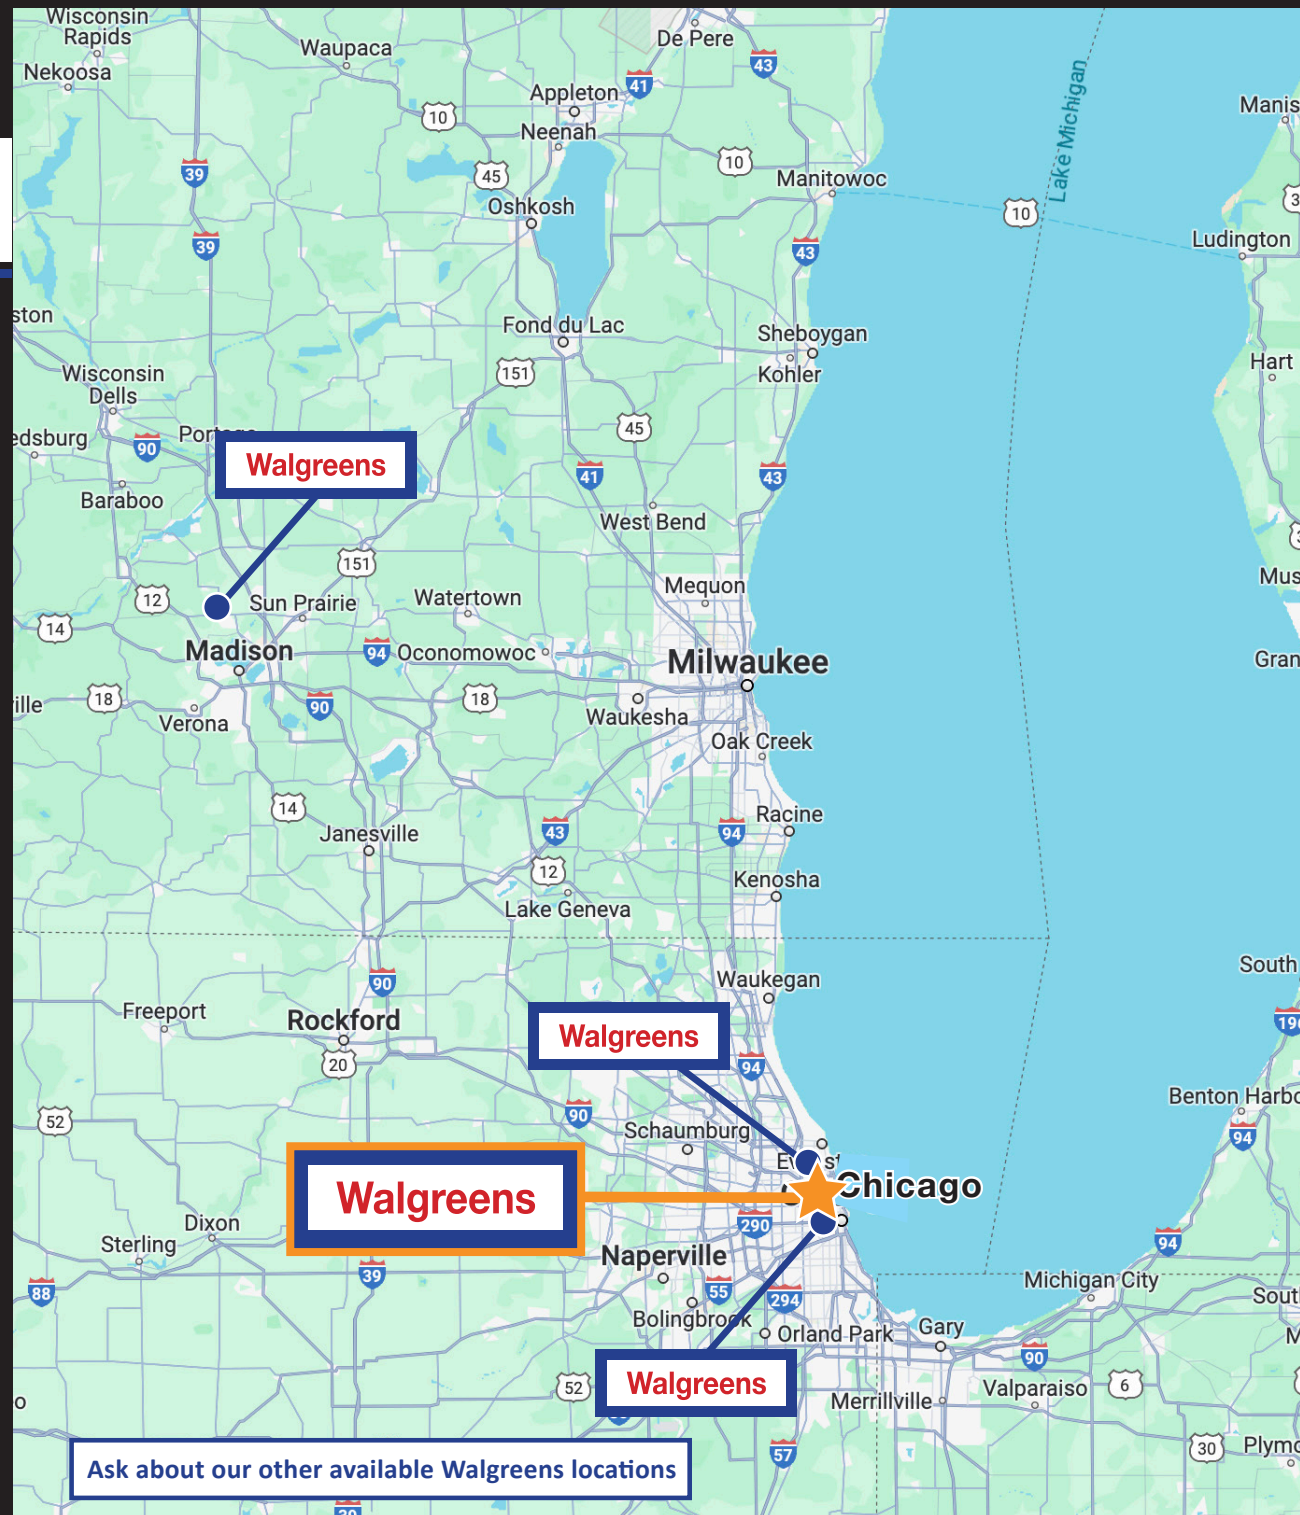 Wisconsin
Rapids
De Pere
Waupaca
43
Nekoosa
41
Appleton
Manis
10
Neenah
Lake Michigan
39
45
10
Manitowoc
Oshkosh
10
39
43
Ludington
ston
Fond du Lac
Sheboygan
Hart
Wisconsin
Dells
151
Kohler
edsburg
90
45
Walgreens
41
43
Baraboo
West Bend
151
Mequon
Mus
12
Sun Prairie
Watertown
14
Madison
94
Oconomowoc
Milwaukee
Gran
ville
18
90
18
Verona
Waukesha
Oak Creek
14
Racine
Janesville
43
94
12
Kenosha
Lake Geneva
South
90
Waukegan
Freeport
Rockford
196
Walgreens
20
94
Benton Harbo
52
90
Schaumburg
94
Walgreens
Chicago
Dixon
290
Sterling
Naperville
94
39
88
55
294
Michigan City
Sout
Bolingbrook
Orland Park
Gary
90
52
Walgreens
Merrillville
Valparaiso
6
57
30
Plymo
Ask about our other available Walgreens locations